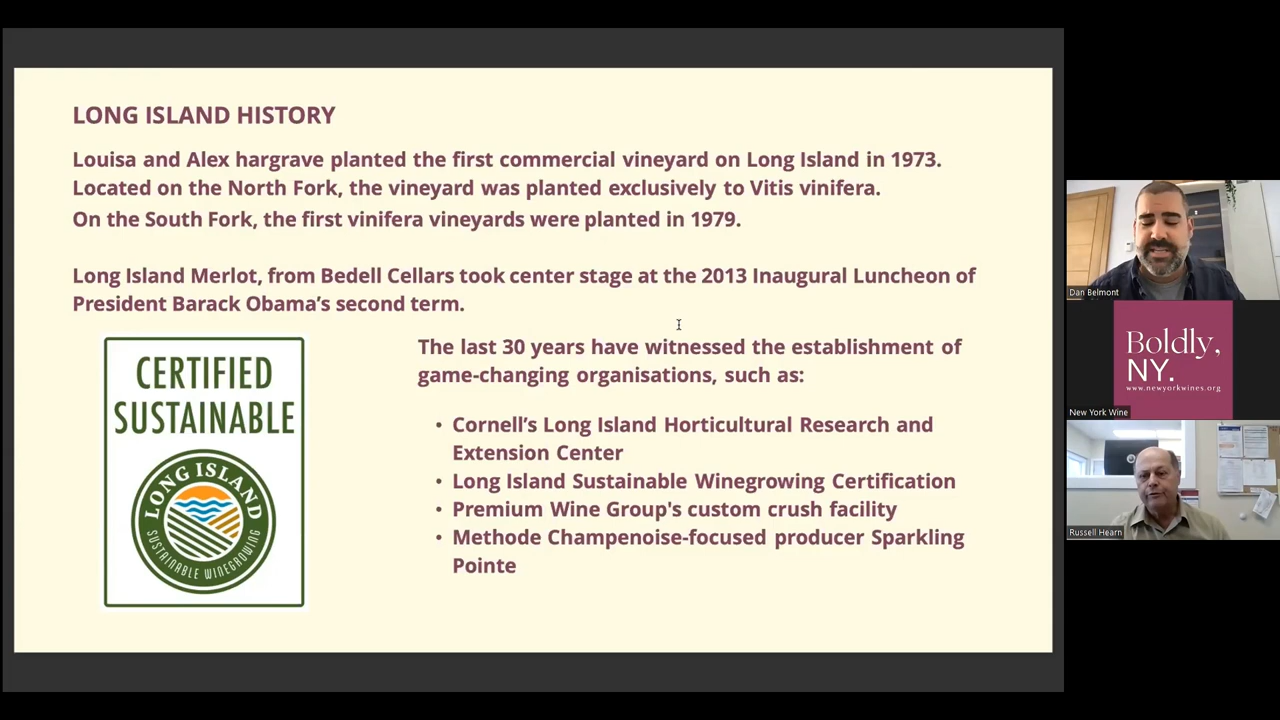 LONG ISLAND HISTORY
Louisa and Alex hargrave planted the first commercial vineyard on Long Island in 1973.
Located on the North Fork, the vineyard was planted exclusively to Vitis vinifera.
On the South Fork, the first vinifera vineyards were planted in 1979.
Long Island Merlot, from Bedell Cellars took center stage at the 2013 Inaugural Luncheon of
President Barack Obama's second term.
CERTIFIED
SUSTAINABLE
LONG ISLAND
SUSTAINABLE WINEGROWING
The last 30 years have witnessed the establishment of
game-changing organisations, such as:
• Cornell's Long Island Horticultural Research and
Extension Center
• Long Island Sustainable Winegrowing Certification
• Premium Wine Group's custom crush facility
• Methode Champenoise-focused producer Sparkling
Pointe
Dan Belmont
Boldly,
NY.
www.newyorkwines.org
New York Wine
Russell Hearn